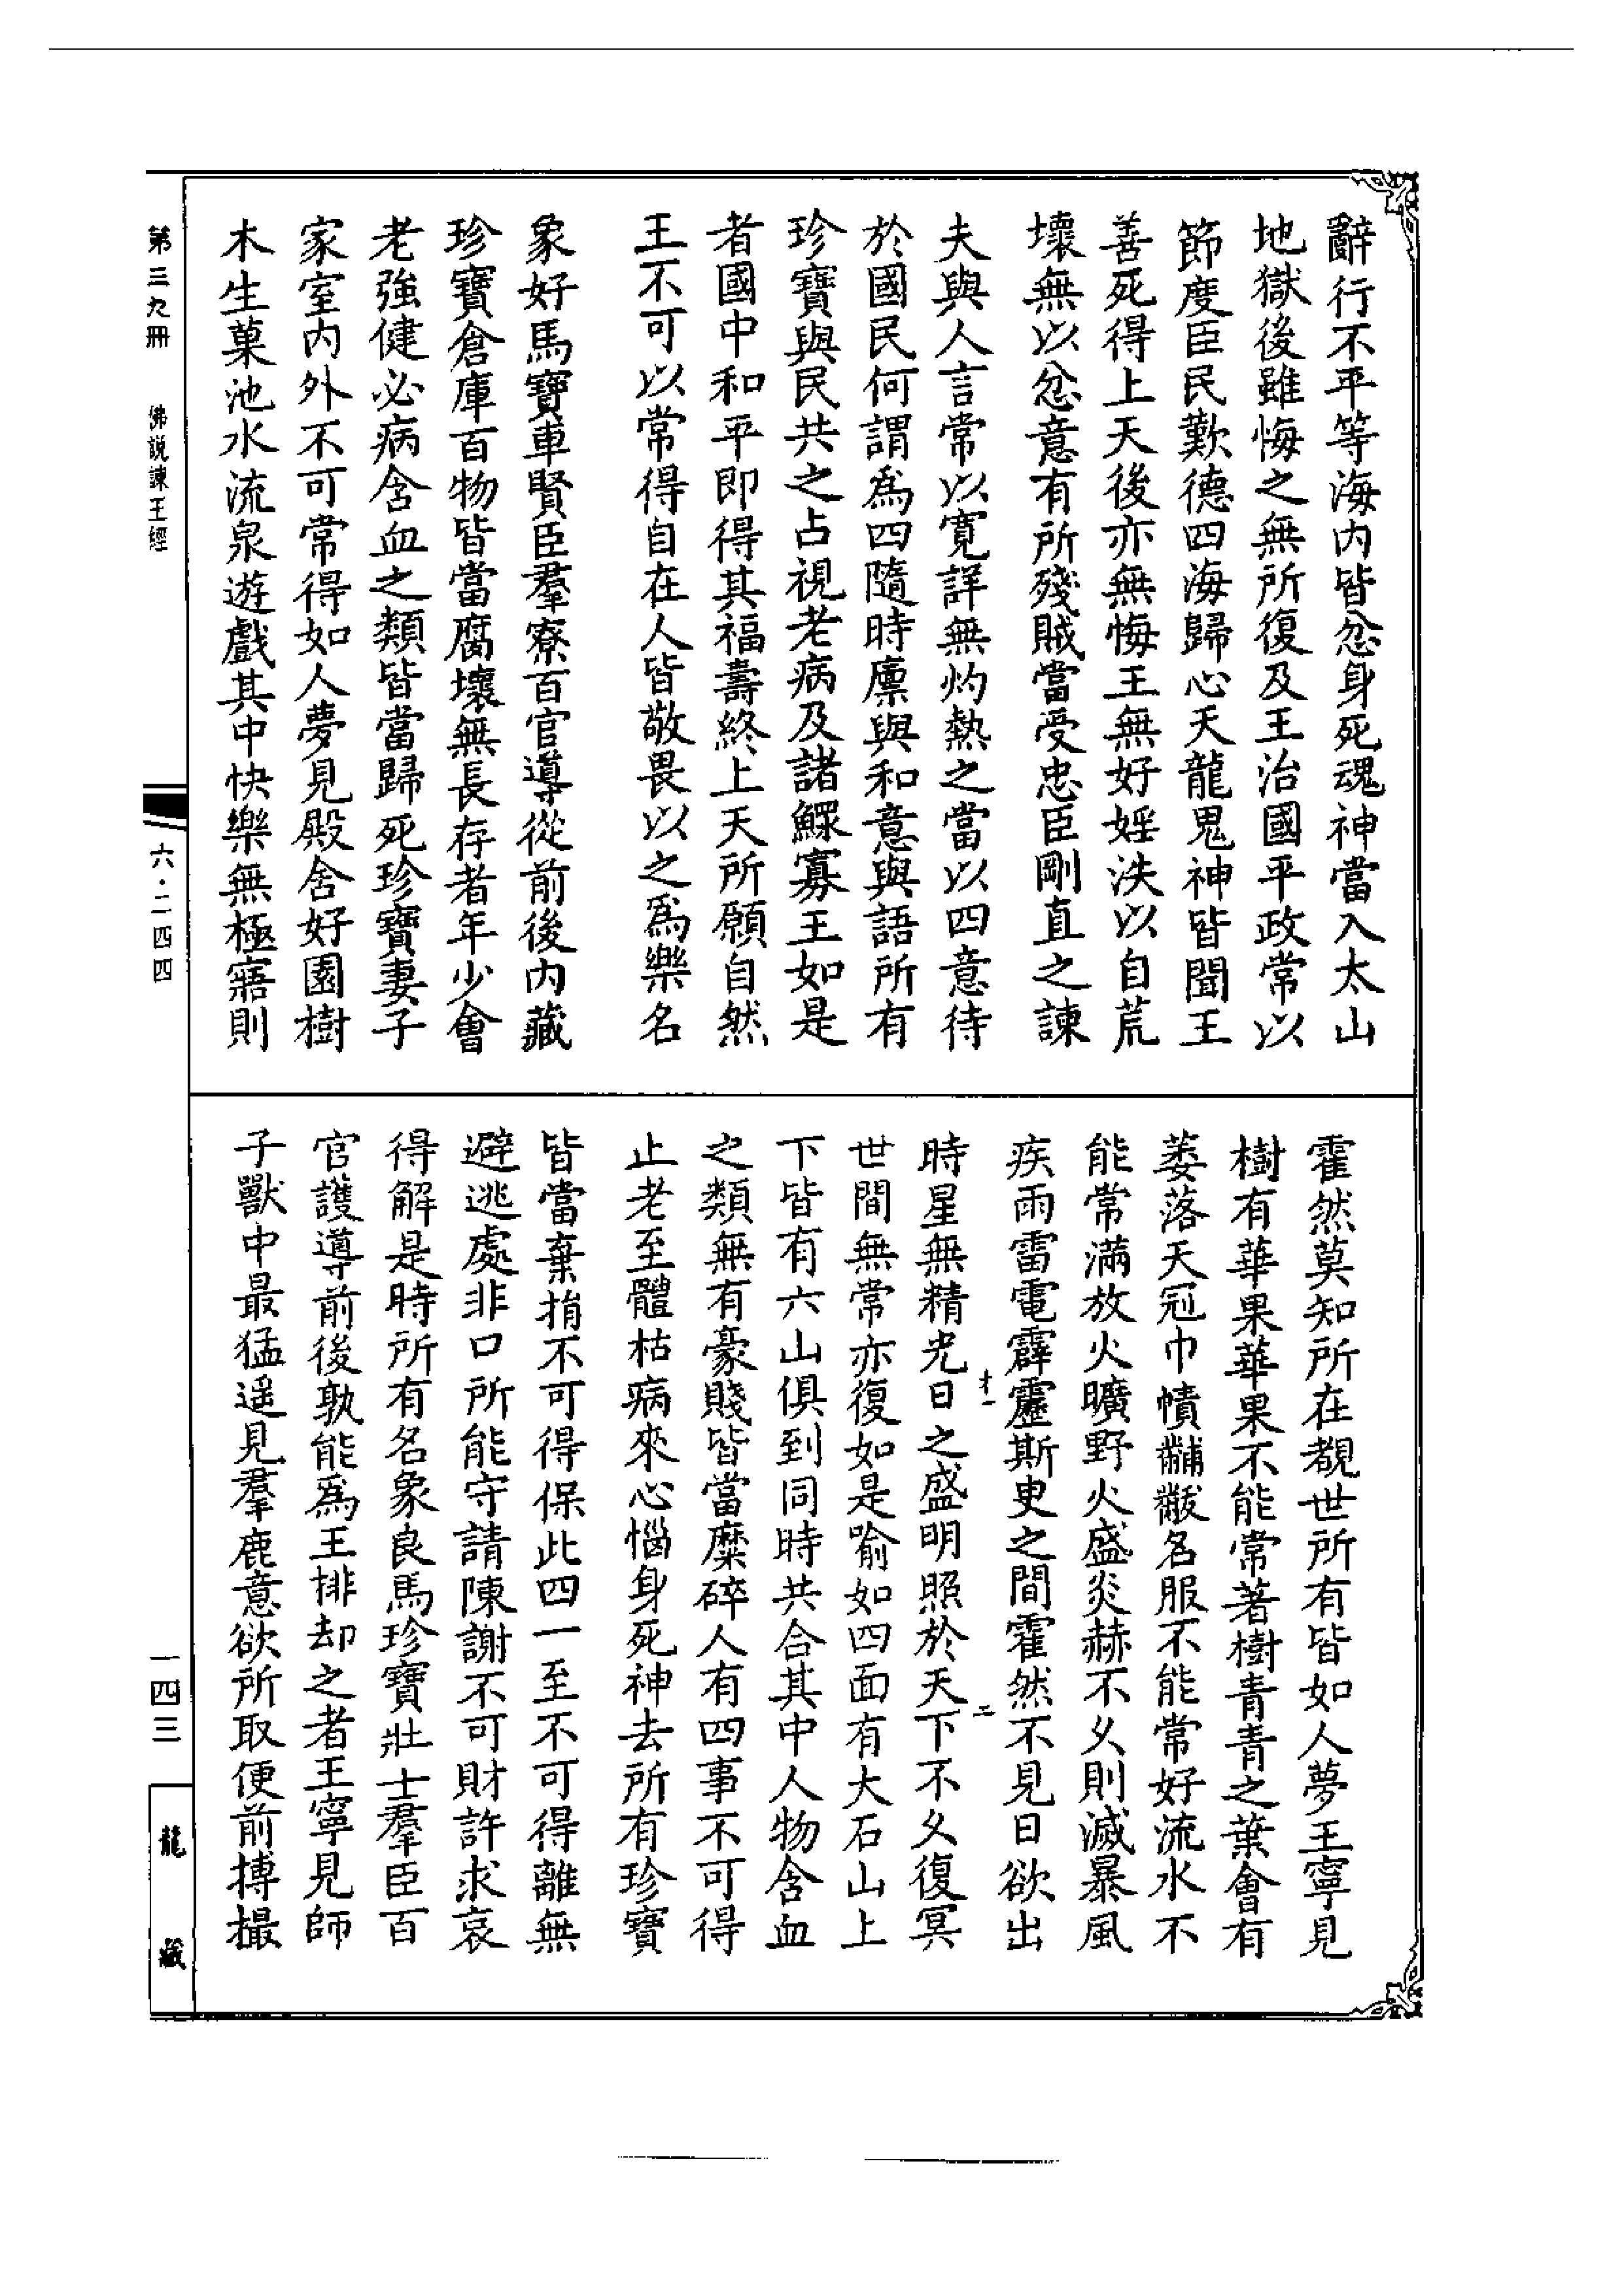 辭行不平等海内皆忿身死魂神當入太山
地獄後雖悔之無所復及王治國平政常以
節度臣民歎德四海歸心天龍鬼神皆聞王
善死得上天後亦無悔王無好婬泆以自荒
壞無以忿意有所殘賊當受忠臣剛直之諫
夫與人言常以寬詳無灼熱之當以四意待
於國民何謂爲四隨時廩與和意與語所有
珍寶與民共之占視老病及諸鰥寡王如是
者國中和平即得其福壽終上天所願自然
王不可以常得自在人皆敬畏以之爲樂名
象好馬寶車賢臣羣寮百官導從前後内藏
珍寶倉庫百物皆當腐壞無長存者年少會
老強健必病含血之類皆當歸死珍寶妻子
家室内外不可常得如人夢見殿舍好園樹
木生菓池水流泉遊戲其中快樂無極寤則
霍然莫知所在覩世所有皆如人夢王寧見
樹有華果華果不能常著樹青青之葉會有
萎落天冠巾幘黼黻名服不能常好流水不
能常滿放火曠野火盛炎赫不久則滅暴風
疾雨雷電霹靂斯臾之間霍然不見日欲出
時星無精光日之盛明照於天下不久復冥
世間無常亦復如是喻如四面有大石山上
下皆有六山俱到同時共合其中人物含血
之類無有豪賤皆當糜碎人有四事不可得
止老至體枯病來心惱身死神去所有珍寶
皆當棄捐不可得保此四一至不可得離無
避逃處非口所能守請陳謝不可財許求哀
得解是時所有名象良馬珍寶壯士羣臣百
官護導前後孰能爲王排却之者王寧見師
子獸中最猛遥見羣鹿意欲所取便前搏撮
第三九册　佛説諫王經
六·二四四
一四三
龍藏